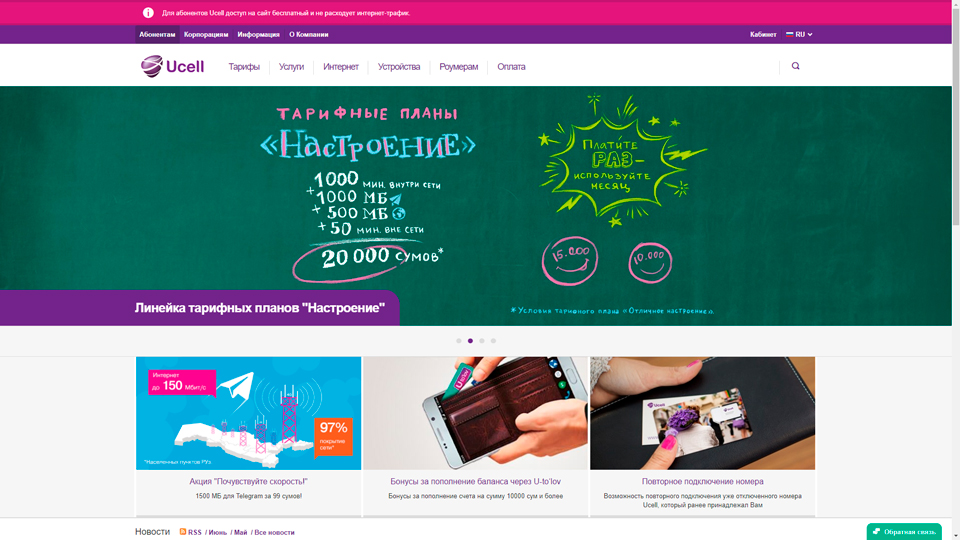 Для абонентов Ucell доступ на сайт бесплатный и не расходует интернет-трафик.
Абонентам Корпорациям Информация О Компании Кабинет RU
Ucell Тарифы Услуги Интернет Устройства Роумерам Оплата
ТАРИФНЫЕ ПЛАНЫ
«НАСТРОЕНИЕ»
1000 МИН. ВНУТРИ СЕТИ
+1000 МБ
+ 500 МБ
+50 МИН. ВНЕ СЕТИ
20 000 СУМОВ*
ПЛАТИТЕ
РАЗ-
ИСПОЛЬЗУЙТЕ
МЕСЯЦ
15.000
10.000
*Условия тарифного плана «Отличное настроение».
Линейка тарифных планов "Настроение"
Интернет
до 150 Мбит/с
97%
покрытие
сети*
*Населенных пунктов РУз
Ucell
Ucell
Акция "Почувствуйте скорость!"
1500 МБ для Telegram за 99 сумов!
Бонусы за пополнение баланса через U-to'lov
Бонусы за пополнение счета на сумму 10000 сум и более
Повторное подключение номера
Возможность повторного подключения уже отключенного номера
Ucell, который ранее принадлежал Вам
Новости RSS / Июнь / Май / Все новости
Обратная связь